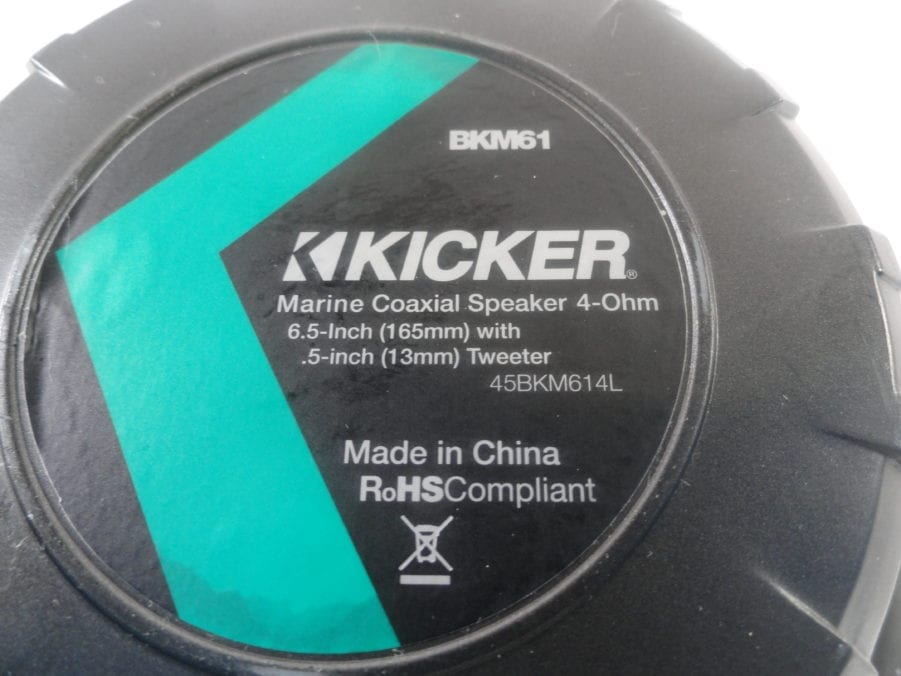 BKM61
KICKER®
Marine Coaxial Speaker 4-Ohm
6.5-Inch (165mm) with
.5-inch (13mm) Tweeter
45BKM614L
Made in China
RoHSCompliant